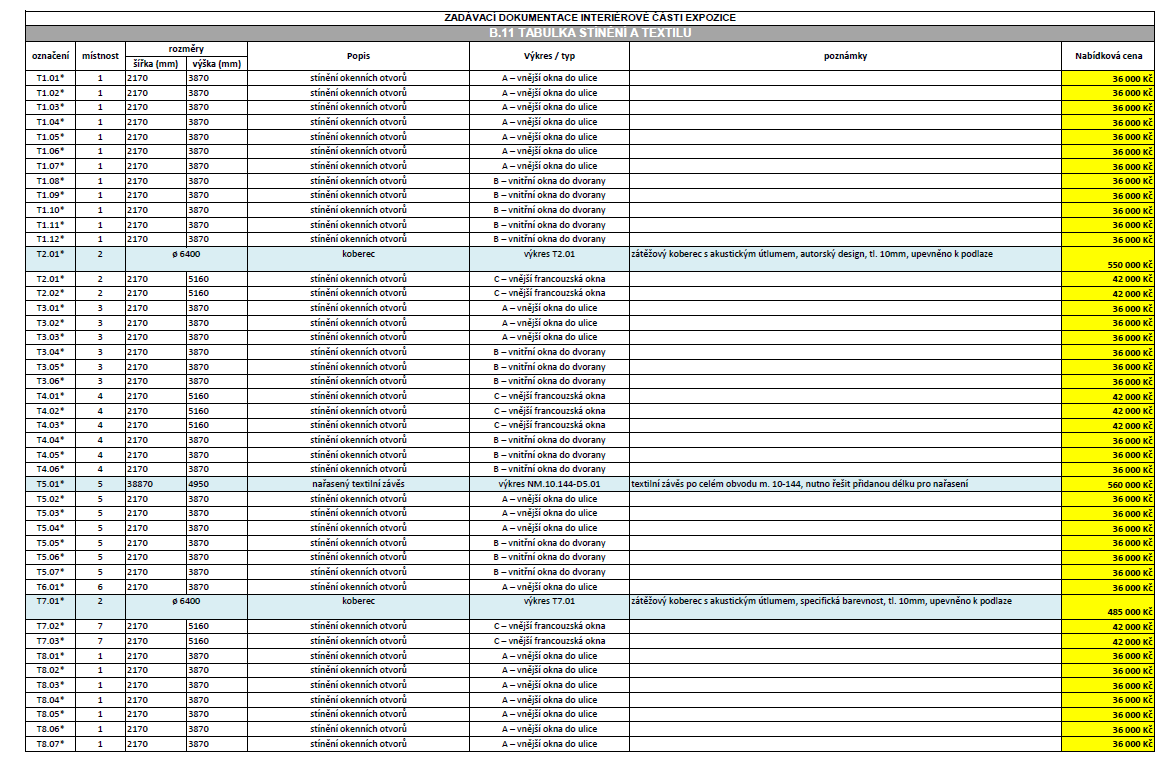 ZADÁVACÍ DOKUMENTACE INTERIÉROVÉ ČÁSTI EXPOZICE
B.11 TABULKA STÍNĚNÍ A TEXTILU
označení místnost rozměry Popis Výkres / typ poznámky Nabídková cena
šířka (mm) výška (mm)
T1.01* 1 2170 3870 stínění okenních otvorů A – vnější okna do ulice 36 000 Kč
T1.02* 1 2170 3870 stínění okenních otvorů A – vnější okna do ulice 36 000 Kč
T1.03* 1 2170 3870 stínění okenních otvorů A – vnější okna do ulice 36 000 Kč
T1.04* 1 2170 3870 stínění okenních otvorů A – vnější okna do ulice 36 000 Kč
T1.05* 1 2170 3870 stínění okenních otvorů A – vnější okna do ulice 36 000 Kč
T1.06* 1 2170 3870 stínění okenních otvorů A – vnější okna do ulice 36 000 Kč
T1.07* 1 2170 3870 stínění okenních otvorů A – vnější okna do ulice 36 000 Kč
T1.08* 1 2170 3870 stínění okenních otvorů B – vnitřní okna do dvorany 36 000 Kč
T1.09* 1 2170 3870 stínění okenních otvorů B – vnitřní okna do dvorany 36 000 Kč
T1.10* 1 2170 3870 stínění okenních otvorů B – vnitřní okna do dvorany 36 000 Kč
T1.11* 1 2170 3870 stínění okenních otvorů B – vnitřní okna do dvorany 36 000 Kč
T1.12* 1 2170 3870 stínění okenních otvorů B – vnitřní okna do dvorany 36 000 Kč
T2.01* 2 ø 6400 koberec výkres T2.01 zátěžový koberec s akustický útlumem, autorský design, tl. 10mm, upevněno k podlaze 550 000 Kč
T2.01* 2 2170 5160 stínění okenních otvorů C – vnější francouzská okna 42 000 Kč
T2.02* 2 2170 5160 stínění okenních otvorů C – vnější francouzská okna 42 000 Kč
T3.01* 3 2170 3870 stínění okenních otvorů A – vnější okna do ulice 36 000 Kč
T3.02* 3 2170 3870 stínění okenních otvorů A – vnější okna do ulice 36 000 Kč
T3.03* 3 2170 3870 stínění okenních otvorů A – vnější okna do ulice 36 000 Kč
T3.04* 3 2170 3870 stínění okenních otvorů B – vnitřní okna do dvorany 36 000 Kč
T3.05* 3 2170 3870 stínění okenních otvorů B – vnitřní okna do dvorany 36 000 Kč
T3.06* 3 2170 3870 stínění okenních otvorů B – vnitřní okna do dvorany 36 000 Kč
T4.01* 4 2170 5160 stínění okenních otvorů C – vnější francouzská okna 42 000 Kč
T4.02* 4 2170 5160 stínění okenních otvorů C – vnější francouzská okna 42 000 Kč
T4.03* 4 2170 5160 stínění okenních otvorů C – vnější francouzská okna 42 000 Kč
T4.04* 4 2170 3870 stínění okenních otvorů B – vnitřní okna do dvorany 36 000 Kč
T4.05* 4 2170 3870 stínění okenních otvorů B – vnitřní okna do dvorany 36 000 Kč
T4.06* 4 2170 3870 stínění okenních otvorů B – vnitřní okna do dvorany 36 000 Kč
T5.01* 5 38870 4950 nařasený textilní závěs výkres NM.10.144-D5.01 textilní závěs po celém obvodu m. 10-144, nutno řešit přidanou délku pro nařasení 560 000 Kč
T5.02* 5 2170 3870 stínění okenních otvorů A – vnější okna do ulice 36 000 Kč
T5.03* 5 2170 3870 stínění okenních otvorů A – vnější okna do ulice 36 000 Kč
T5.04* 5 2170 3870 stínění okenních otvorů A – vnější okna do ulice 36 000 Kč
T5.05* 5 2170 3870 stínění okenních otvorů B – vnitřní okna do dvorany 36 000 Kč
T5.06* 5 2170 3870 stínění okenních otvorů B – vnitřní okna do dvorany 36 000 Kč
T5.07* 5 2170 3870 stínění okenních otvorů B – vnitřní okna do dvorany 36 000 Kč
T6.01* 6 2170 3870 stínění okenních otvorů A – vnější okna do ulice 36 000 Kč
T7.01* 2 ø 6400 koberec výkres T7.01 zátěžový koberec s akustickým útlumem, specifická barevnost, tl. 10mm, upevněno k podlaze 485 000 Kč
T7.02* 7 2170 5160 stínění okenních otvorů C – vnější francouzská okna 42 000 Kč
T7.03* 7 2170 5160 stínění okenních otvorů C – vnější francouzská okna 42 000 Kč
T8.01* 1 2170 3870 stínění okenních otvorů A – vnější okna do ulice 36 000 Kč
T8.02* 1 2170 3870 stínění okenních otvorů A – vnější okna do ulice 36 000 Kč
T8.03* 1 2170 3870 stínění okenních otvorů A – vnější okna do ulice 36 000 Kč
T8.04* 1 2170 3870 stínění okenních otvorů A – vnější okna do ulice 36 000 Kč
T8.05* 1 2170 3870 stínění okenních otvorů A – vnější okna do ulice 36 000 Kč
T8.06* 1 2170 3870 stínění okenních otvorů A – vnější okna do ulice 36 000 Kč
T8.07* 1 2170 3870 stínění okenních otvorů A – vnější okna do ulice 36 000 Kč